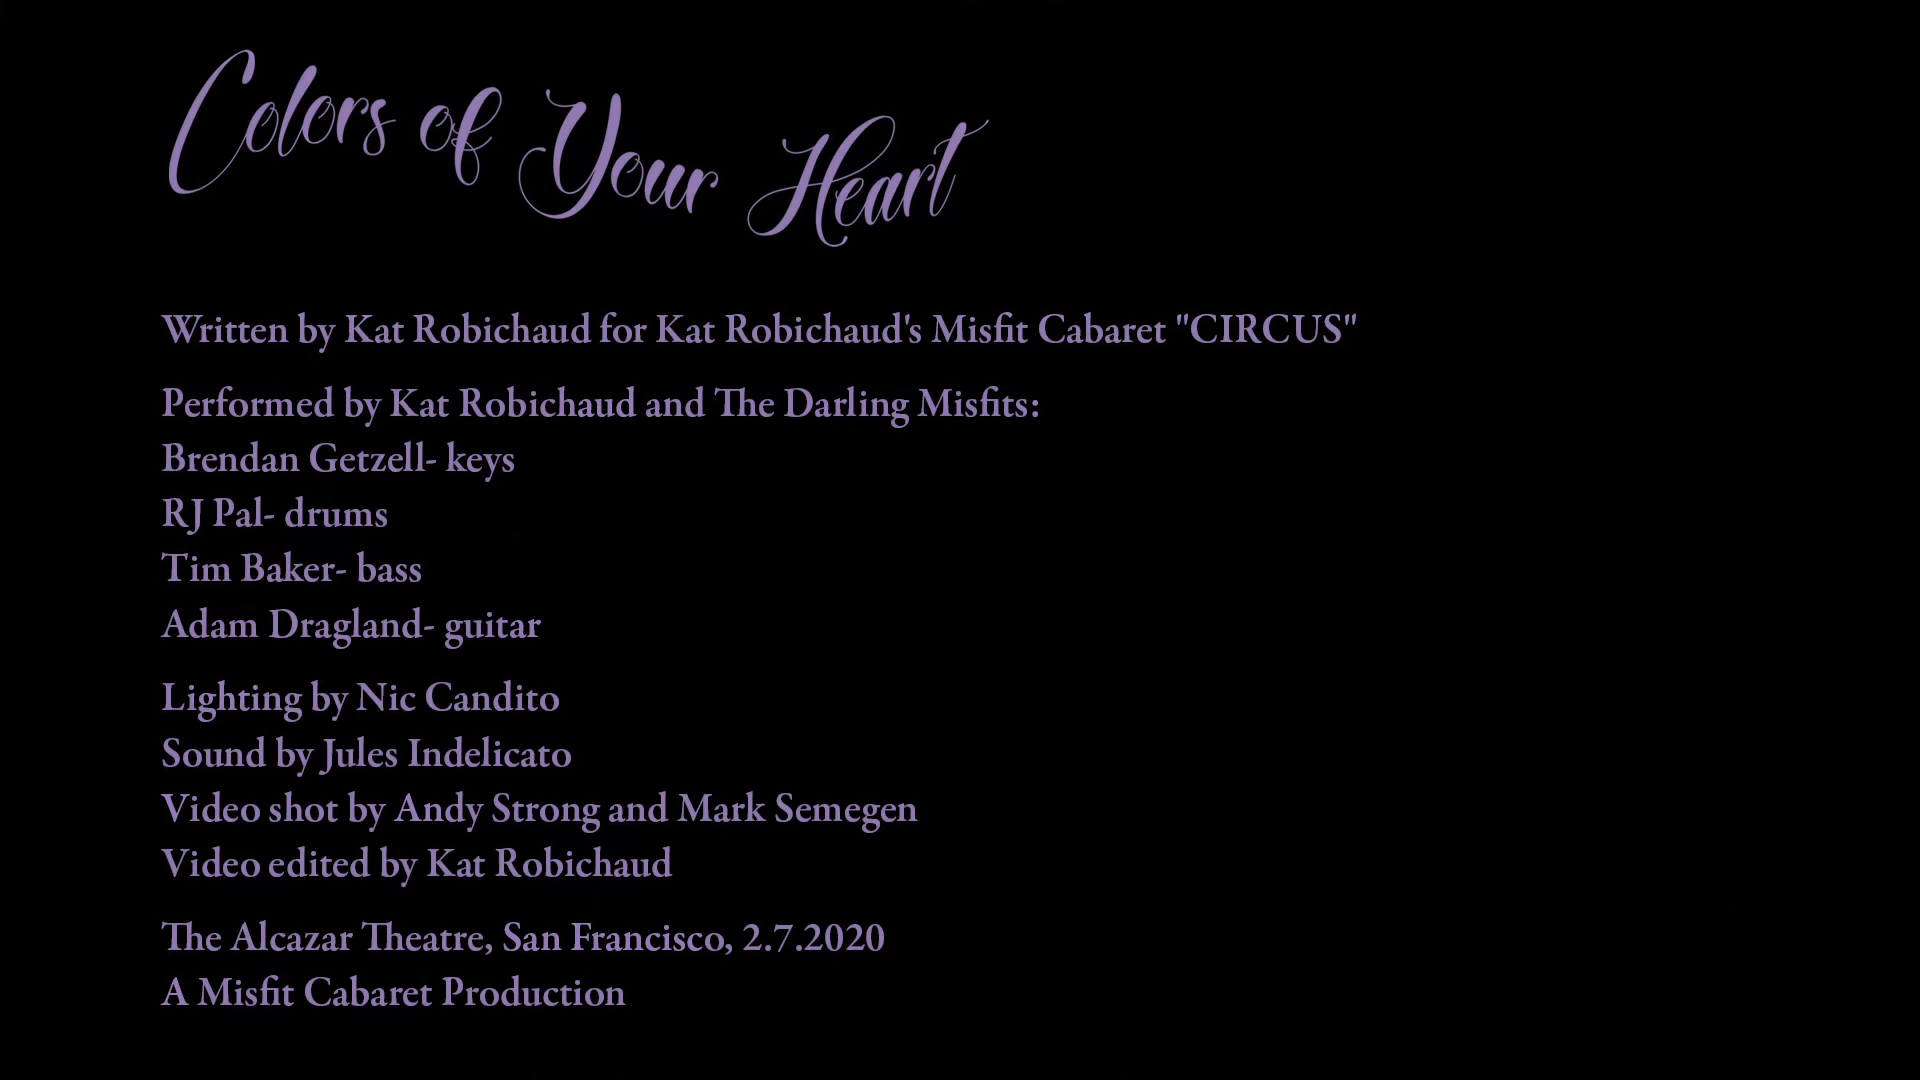 Colors of Your Heart
Written by Kat Robichaud for Kat Robichaud's Misfit Cabaret "CIRCUS"
Performed by Kat Robichaud and The Darling Misfits:
Brendan Getzell- keys
RJ Pal- drums
Tim Baker- bass
Adam Dragland- guitar
Lighting by Nic Candito
Sound by Jules Indelicato
Video shot by Andy Strong and Mark Semegen
Video edited by Kat Robichaud
The Alcazar Theatre, San Francisco, 2.7.2020
A Misfit Cabaret Production